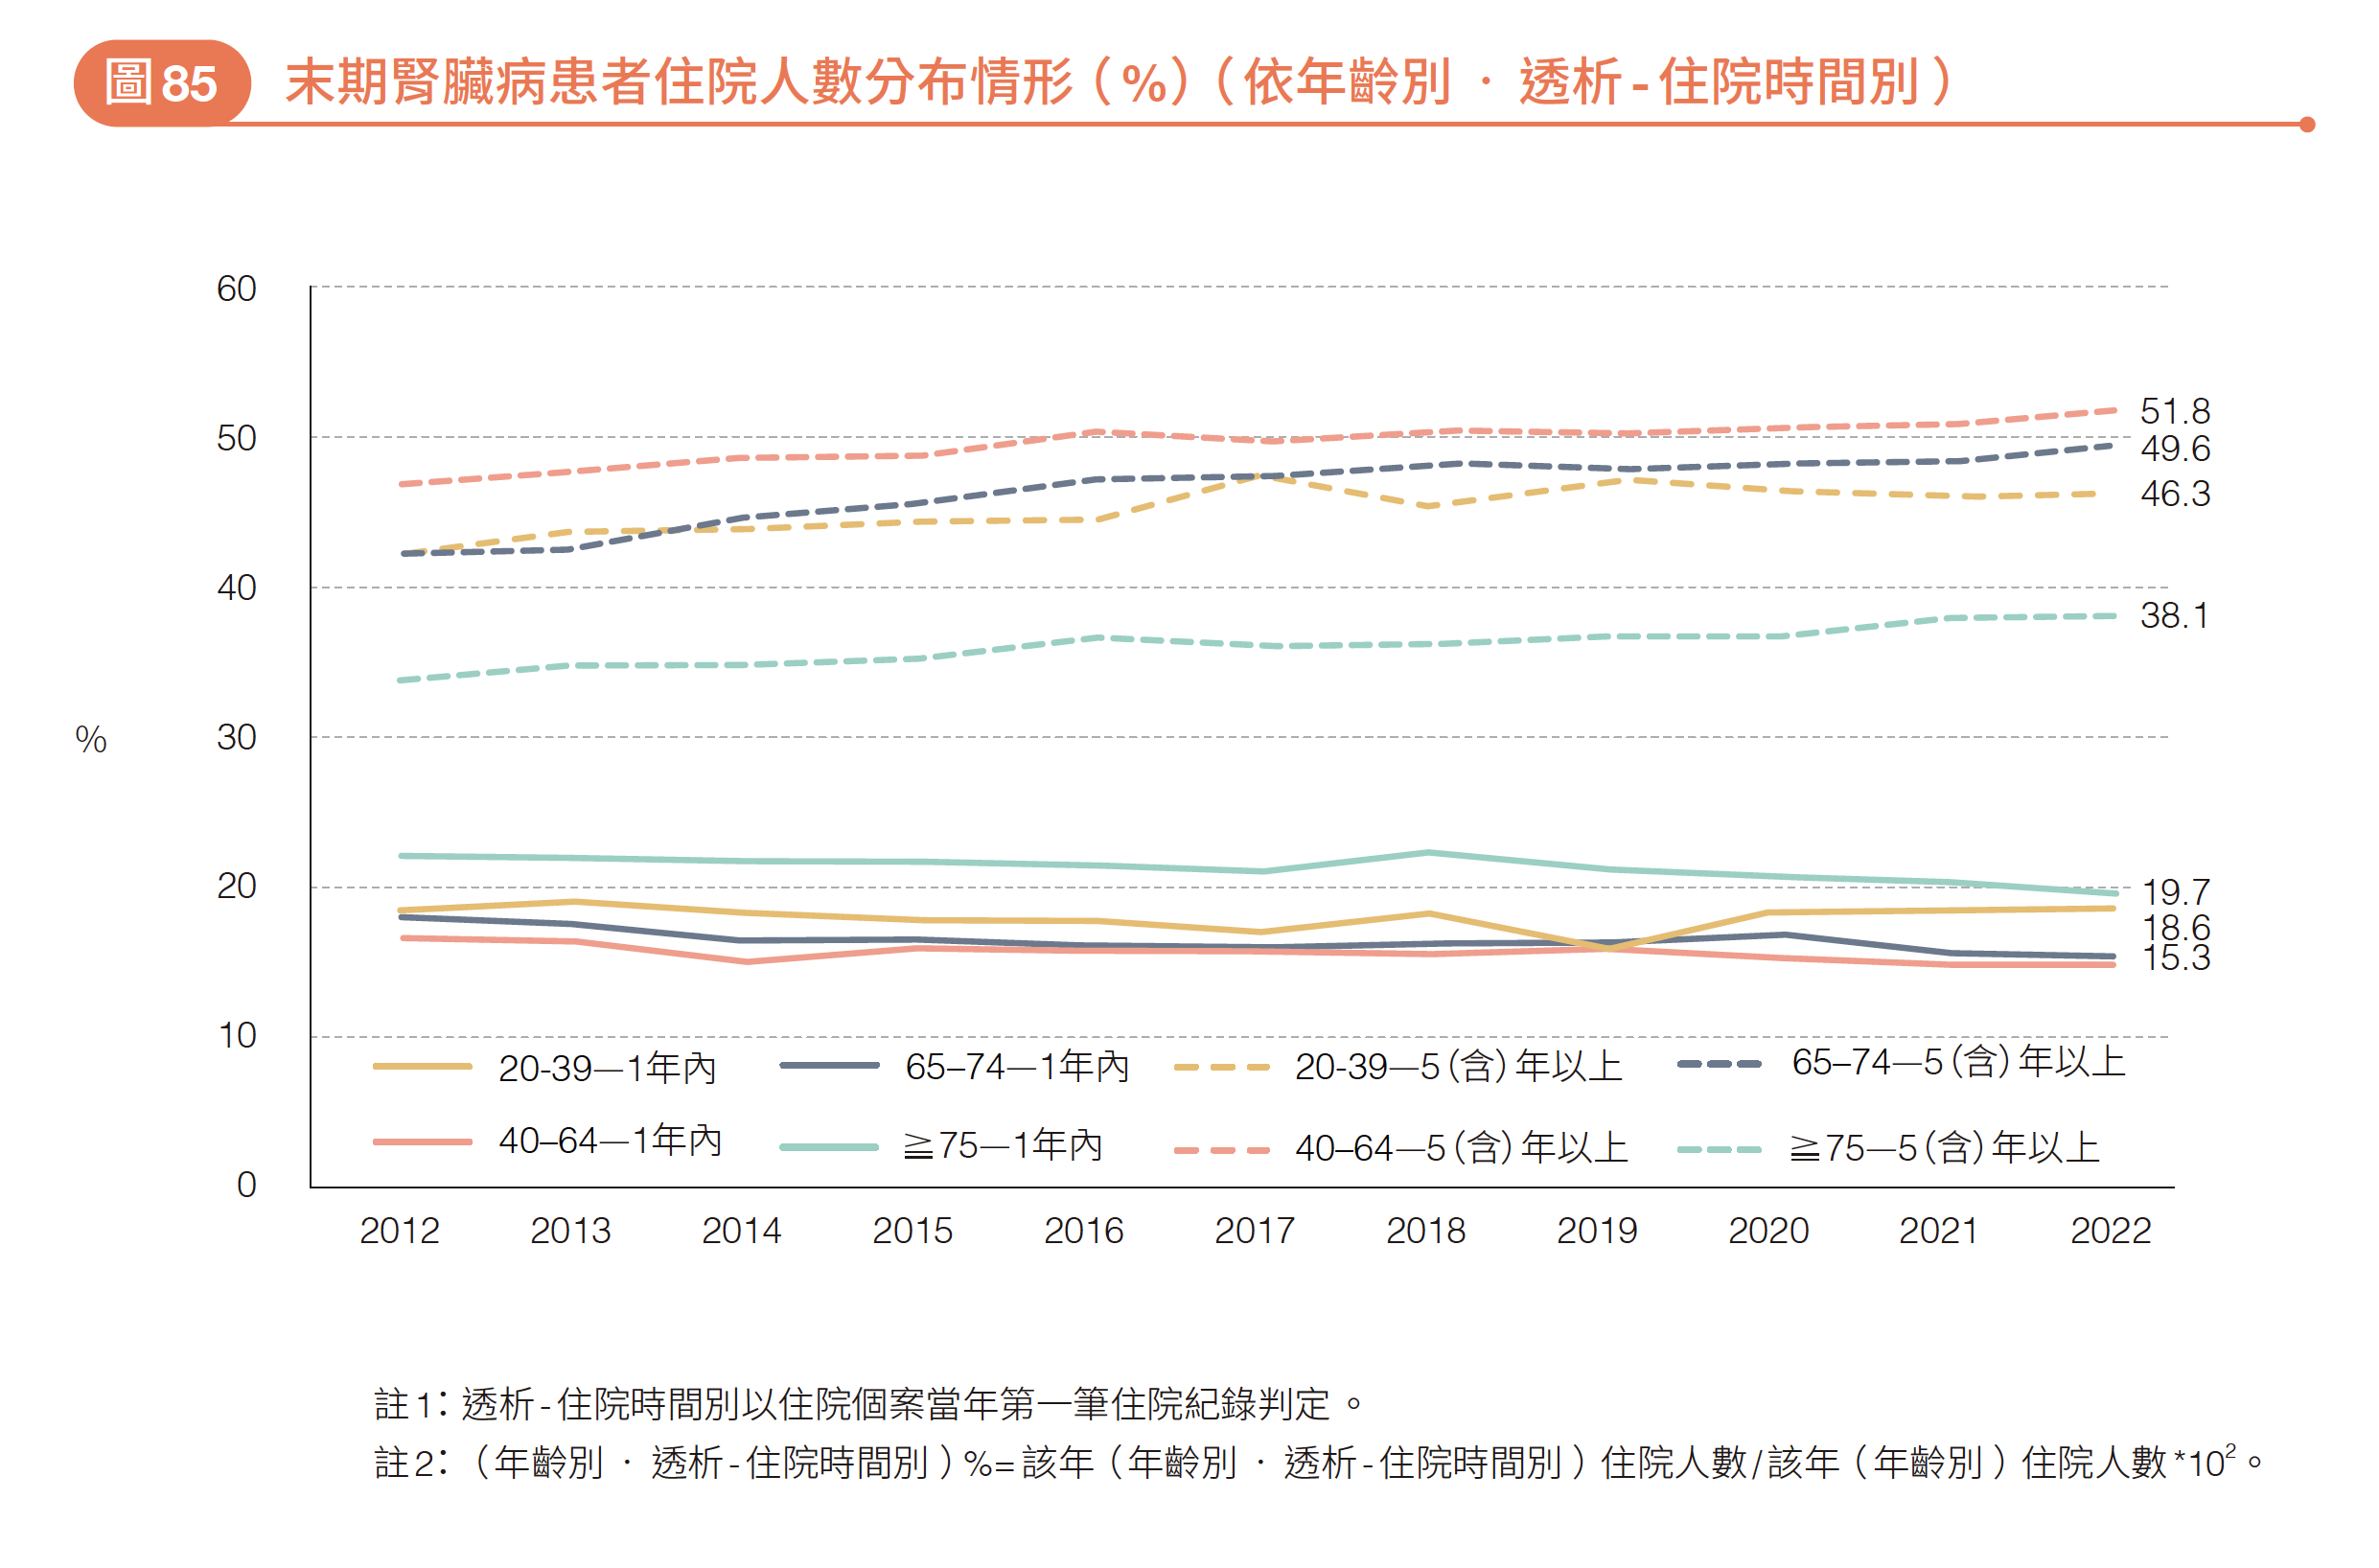 圖85 末期腎臟病患者住院人數分布情形（%）（依年齡別．透析-住院時間別）
60
50
40
30
20
10
0
%
51.8
49.6
46.3
38.1
19.7
18.6
15.3
20-39—1年內 65–74—1年內 20-39—5（含）年以上 65–74—5（含）年以上
40–64—1年內 ≧75—1年內 40–64—5（含）年以上 ≧75—5（含）年以上
2012 2013 2014 2015 2016 2017 2018 2019 2020 2021 2022
註1：透析-住院時間別以住院個案當年第一筆住院紀錄判定。
註2：（年齡別．透析-住院時間別）%=該年（年齡別．透析-住院時間別）住院人數/該年（年齡別）住院人數*10²。